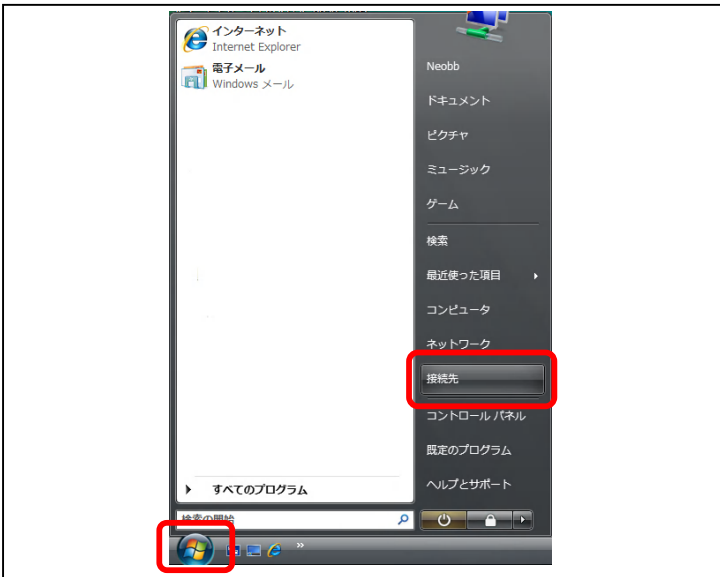 インターネット
Internet Explorer
電子メール
Windows メール
Neobb
ドキュメント
ピクチャ
ミュージック
ゲーム
検索
最近使った項目
コンピュータ
ネットワーク
接続先
コントロール パネル
既定のプログラム
ヘルプとサポート
すべてのプログラム
検索の開始